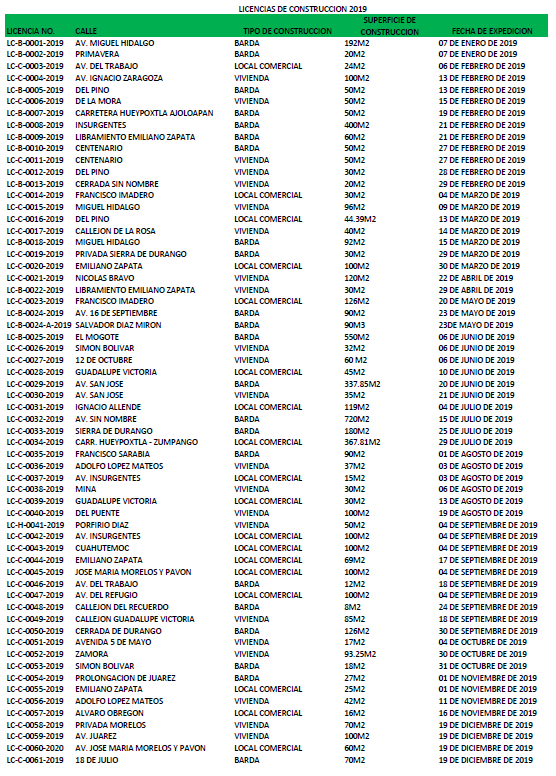 LICENCIAS DE CONSTRUCCION 2019
LICENCIA NO. CALLE TIPO DE CONSTRUCCION SUPERFICIE DE CONSTRUCCION FECHA DE EXPEDICION
LC-B-0001-2019 AV. MIGUEL HIDALGO BARDA 192M2 07 DE ENERO DE 2019
LC-B-0002-2019 PRIMAVERA BARDA 20M2 07 DE ENERO DE 2019
LC-C-0003-2019 AV. DEL TRABAJO LOCAL COMERCIAL 24M2 06 DE FEBRERO DE 2019
LC-C-0004-2019 AV. IGNACIO ZARAGOZA VIVIENDA 100M2 13 DE FEBRERO DE 2019
LC-B-0005-2019 DEL PINO BARDA 50M2 13 DE FEBRERO DE 2019
LC-C-0006-2019 DE LA MORA VIVIENDA 50M2 15 DE FEBRERO DE 2019
LC-B-0007-2019 CARRETERA HUEYPOXTLA AJOLOAPAN BARDA 50M2 19 DE FEBRERO DE 2019
LC-B-0008-2019 INSURGENTES BARDA 400M2 21 DE FEBRERO DE 2019
LC-B-0009-2019 LIBRAMIENTO EMILIANO ZAPATA BARDA 60M2 21 DE FEBRERO DE 2019
LC-B-0010-2019 CENTENARIO BARDA 50M2 27 DE FEBRERO DE 2019
LC-C-0011-2019 CENTENARIO VIVIENDA 50M2 27 DE FEBRERO DE 2019
LC-C-0012-2019 DEL PINO VIVIENDA 30M2 28 DE FEBRERO DE 2019
LC-B-0013-2019 CERRADA SIN NOMBRE VIVIENDA 20M2 29 DE FEBRERO DE 2019
LC-C-0014-2019 FRANCISCO IMADERO LOCAL COMERCIAL 30M2 04 DE MARZO DE 2019
LC-C-0015-2019 MIGUEL HIDALGO VIVIENDA 96M2 09 DE MARZO DE 2019
LC-C-0016-2019 DEL PINO LOCAL COMERCIAL 44.39M2 13 DE MARZO DE 2019
LC-C-0017-2019 CALLEJON DE LA ROSA VIVIENDA 40M2 14 DE MARZO DE 2019
LC-B-0018-2019 MIGUEL HIDALGO BARDA 92M2 15 DE MARZO DE 2019
LC-C-0019-2019 PRIVADA SIERRA DE DURANGO BARDA 30M2 29 DE MARZO DE 2019
LC-C-0020-2019 EMILIANO ZAPATA LOCAL COMERCIAL 100M2 30 DE MARZO DE 2019
LC-C-0021-2019 NICOLAS BRAVO VIVIENDA 120M2 22 DE ABRIL DE 2019
LC-B-0022-2019 LIBRAMIENTO EMILIANO ZAPATA VIVIENDA 30M2 29 DE ABRIL DE 2019
LC-C-0023-2019 FRANCISCO IMADERO LOCAL COMERCIAL 126M2 20 DE MAYO DE 2019
LC-B-0024-2019 AV. 16 DE SEPTIEMBRE BARDA 90M2 23 DE MAYO DE 2019
LC-B-0024-A-2019 SALVADOR DIAZ MIRON BARDA 90M3 23DE MAYO DE 2019
LC-B-0025-2019 EL MOGOTE BARDA 550M2 06 DE JUNIO DE 2019
LC-C-0026-2019 SIMON BOLIVAR VIVIENDA 32M2 06 DE JUNIO DE 2019
LC-C-0027-2019 12 DE OCTUBRE VIVIENDA 60 M2 06 DE JUNIO DE 2019
LC-C-0028-2019 GUADALUPE VICTORIA LOCAL COMERCIAL 45M2 10 DE JUNIO DE 2019
LC-C-0029-2019 AV. SAN JOSE BARDA 337.85M2 20 DE JUNIO DE 2019
LC-C-0030-2019 AV. SAN JOSE VIVIENDA 35M2 21 DE JUNIO DE 2019
LC-C-0031-2019 IGNACIO ALLENDE LOCAL COMERCIAL 119M2 04 DE JULIO DE 2019
LC-C-0032-2019 AV. SIN NOMBRE BARDA 720M2 15 DE JULIO DE 2019
LC-C-0033-2019 SIERRA DE DURANGO BARDA 180M2 25 DE JULIO DE 2019
LC-C-0034-2019 CARR. HUEYPOXTLA - ZUMPANGO LOCAL COMERCIAL 367.81M2 29 DE JULIO DE 2019
LC-C-0035-2019 FRANCISCO SARABIA BARDA 90M2 01 DE AGOSTO DE 2019
LC-C-0036-2019 ADOLFO LOPEZ MATEOS VIVIENDA 37M2 03 DE AGOSTO DE 2019
LC-C-0037-2019 AV. INSURGENTES LOCAL COMERCIAL 15M2 03 DE AGOSTO DE 2019
LC-C-0038-2019 MINA VIVIENDA 30M2 06 DE AGOSTO DE 2019
LC-C-0039-2019 GUADALUPE VICTORIA LOCAL COMERCIAL 30M2 13 DE AGOSTO DE 2019
LC-C-0040-2019 DEL PUENTE VIVIENDA 100M2 19 DE AGOSTO DE 2019
LC-H-0041-2019 PORFIRIO DIAZ VIVIENDA 50M2 04 DE SEPTIEMBRE DE 2019
LC-C-0042-2019 AV. INSURGENTES LOCAL COMERCIAL 100M2 04 DE SEPTIEMBRE DE 2019
LC-C-0043-2019 CUAHUTEMOC LOCAL COMERCIAL 100M2 04 DE SEPTIEMBRE DE 2019
LC-C-0044-2019 EMILIANO ZAPATA LOCAL COMERCIAL 69M2 17 DE SEPTIEMBRE DE 2019
LC-C-0045-2019 JOSE MARIA MORELOS Y PAVON LOCAL COMERCIAL 100M2 04 DE SEPTIEMBRE DE 2019
LC-C-0046-2019 AV. DEL TRABAJO BARDA 12M2 18 DE SEPTIEMBRE DE 2019
LC-C-0047-2019 AV. DEL REFUGIO LOCAL COMERCIAL 100M2 04 DE SEPTIEMBRE DE 2019
LC-C-0048-2019 CALLEJON DEL RECUERDO BARDA 8M2 24 DE SEPTIEMBRE DE 2019
LC-C-0049-2019 CALLEJON GUADALUPE VICTORIA VIVIENDA 85M2 18 DE SEPTIEMBRE DE 2019
LC-C-0050-2019 CERRADA DE DURANGO BARDA 126M2 30 DE SEPTIEMBRE DE 2019
LC-C-0051-2019 AVENIDA 5 DE MAYO VIVIENDA 17M2 04 DE OCTUBRE DE 2019
LC-C-0052-2019 ZAMORA VIVIENDA 93.25M2 30 DE OCTUBRE DE 2019
LC-C-0053-2019 SIMON BOLIVAR BARDA 18M2 31 DE OCTUBRE DE 2019
LC-C-0054-2019 PROLONGACION DE JUAREZ BARDA 27M2 01 DE NOVIEMBRE DE 2019
LC-C-0055-2019 EMILIANO ZAPATA LOCAL COMERCIAL 25M2 01 DE NOVIEMBRE DE 2019
LC-C-0056-2019 ADOLFO LOPEZ MATEOS VIVIENDA 42M2 11 DE NOVIEMBRE DE 2019
LC-C-0057-2019 ALVARO OBREGON LOCAL COMERCIAL 16M2 16 DE NOVIEMBRE DE 2019
LC-C-0058-2019 PRIVADA MORELOS VIVIENDA 70M2 19 DE DICIEMBRE DE 2019
LC-C-0059-2019 AV. JUAREZ VIVIENDA 100M2 19 DE DICIEMBRE DE 2019
LC-C-0060-2020 AV. JOSE MARIA MORELOS Y PAVON LOCAL COMERCIAL 60M2 19 DE DICIEMBRE DE 2019
LC-C-0061-2019 18 DE JULIO BARDA 70M2 19 DE DICIEMBRE DE 2019